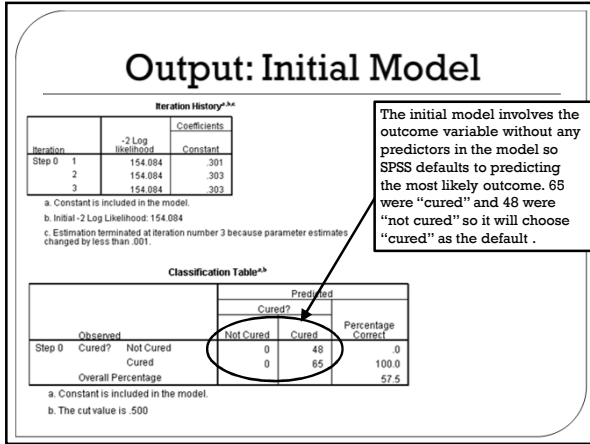 Output: Initial Model
Iteration History a,b,c
Iteration
-2 Log likelihood
Coefficients
Constant
Step 0 1 154.084 .301
2 154.084 .303
3 154.084 .303
a. Constant is included in the model.
b. Initial -2 Log Likelihood: 154.084
c. Estimation terminated at iteration number 3 because parameter estimates
changed by less than .001.
The initial model involves the
outcome variable without any
predictors in the model so
SPSS defaults to predicting
the most likely outcome. 65
were “cured” and 48 were
“not cured” so it will choose
“cured” as the default .
Classification Table a,b
Predicted
Cured?
Observed Not Cured Cured Percentage Correct
Step 0 Cured? Not Cured 0 48 .0
Cured 0 65 100.0
Overall Percentage 57.5
a. Constant is included in the model.
b. The cut value is .500